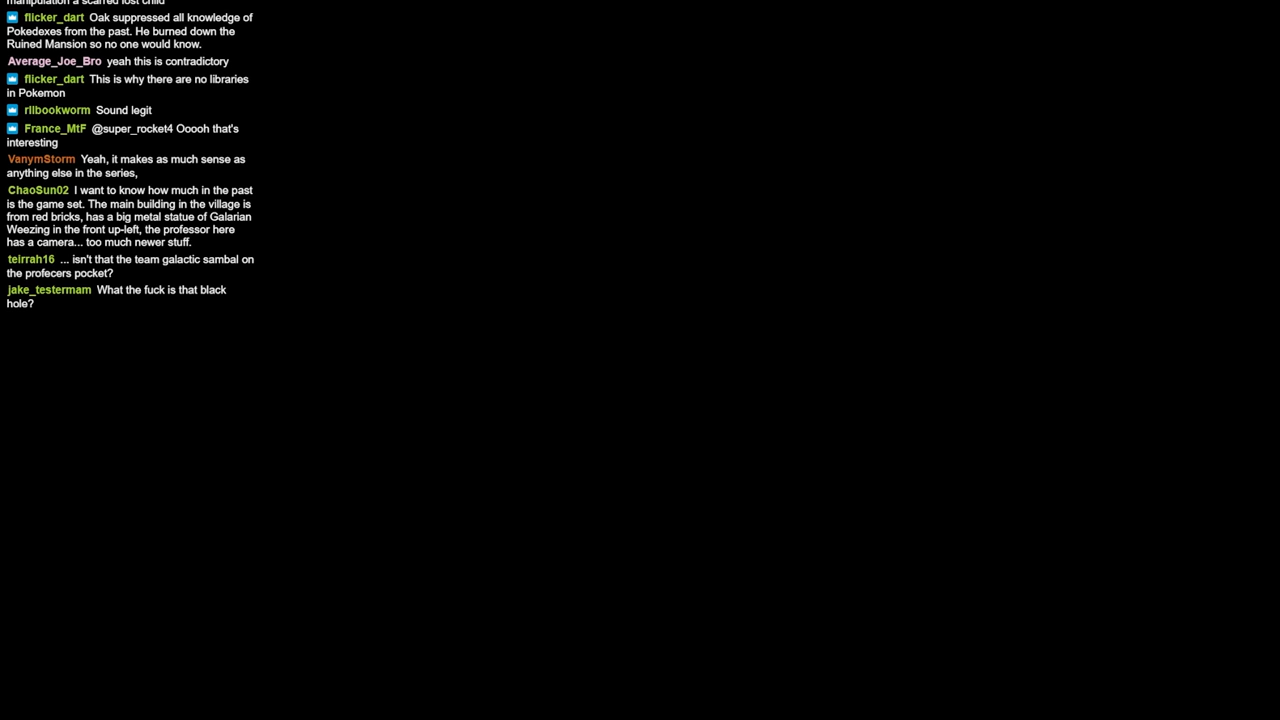 manipulation a scarred lost child
flicker_dart Oak suppressed all knowledge of
Pokedexes from the past. He burned down the
Ruined Mansion so no one would know.
Average_Joe_Bro yeah this is contradictory
flicker_dart This is why there are no libraries
in Pokemon
rllbookworm Sound legit
France_MtF @super_rocket4 Ooooh that's
interesting
VanymStorm Yeah, it makes as much sense as
anything else in the series,
ChaoSun02 I want to know how much in the past
is the game set. The main building in the village is
from red bricks, has a big metal statue of Galarian
Weezing in the front up-left, the professor here
has a camera... too much newer stuff.
teirrah16 ... isn't that the team galactic sambal on
the profecers pocket?
jake_testermam What the fuck is that black
hole?